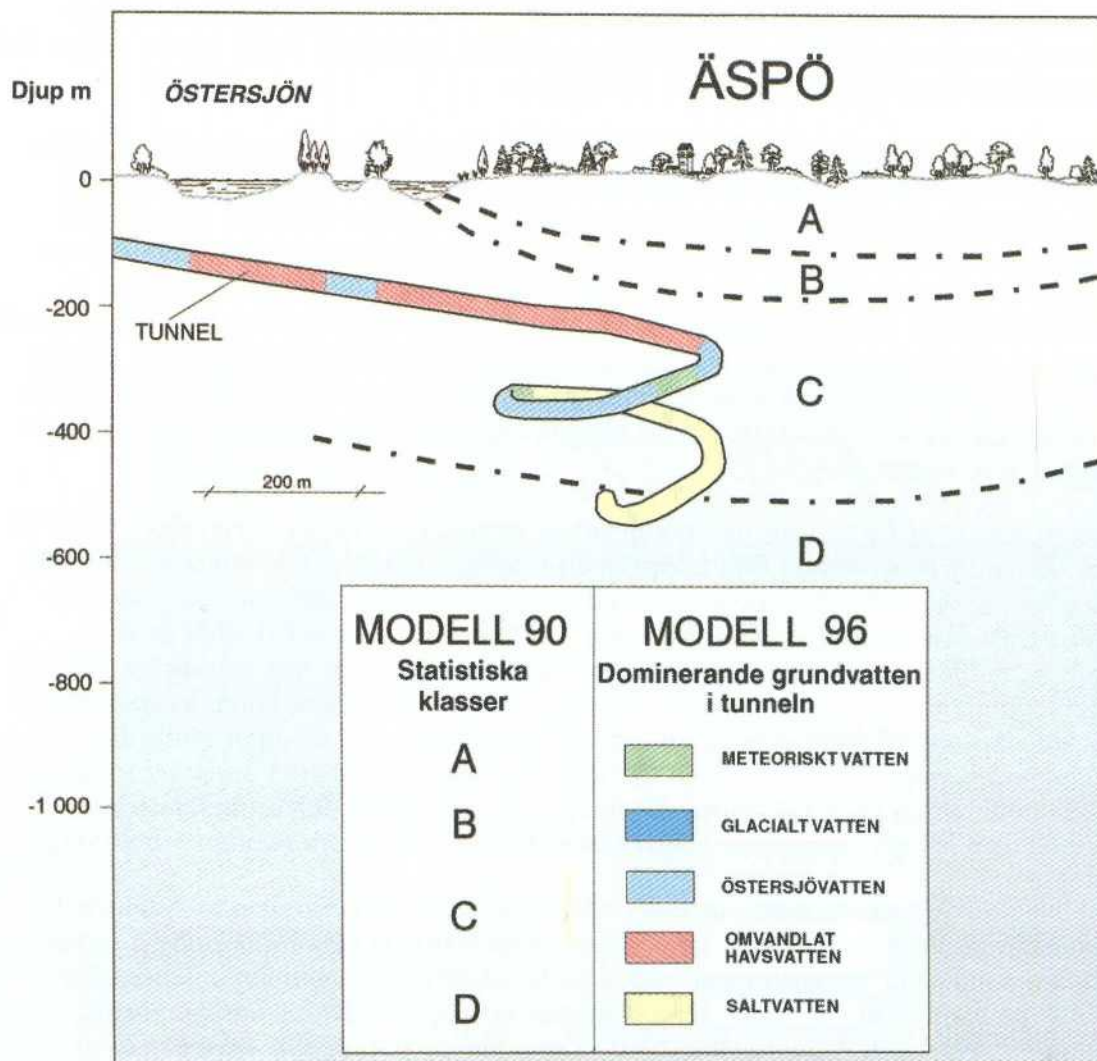 ÄSPÖ
Djup m
ÖSTERSJÖN
0
A
B
-200
TUNNEL
C
-400
200 m
D
-600
MODELL 90
Statistiska
klasser
A
B
C
D
MODELL 96
Dominerande grundvatten
i tunneln
METEORISKT VATTEN
GLACIALT VATTEN
ÖSTERSJÖVATTEN
OMVANDLAT
HAVSVATTEN
SALTVATTEN
-800
-1 000